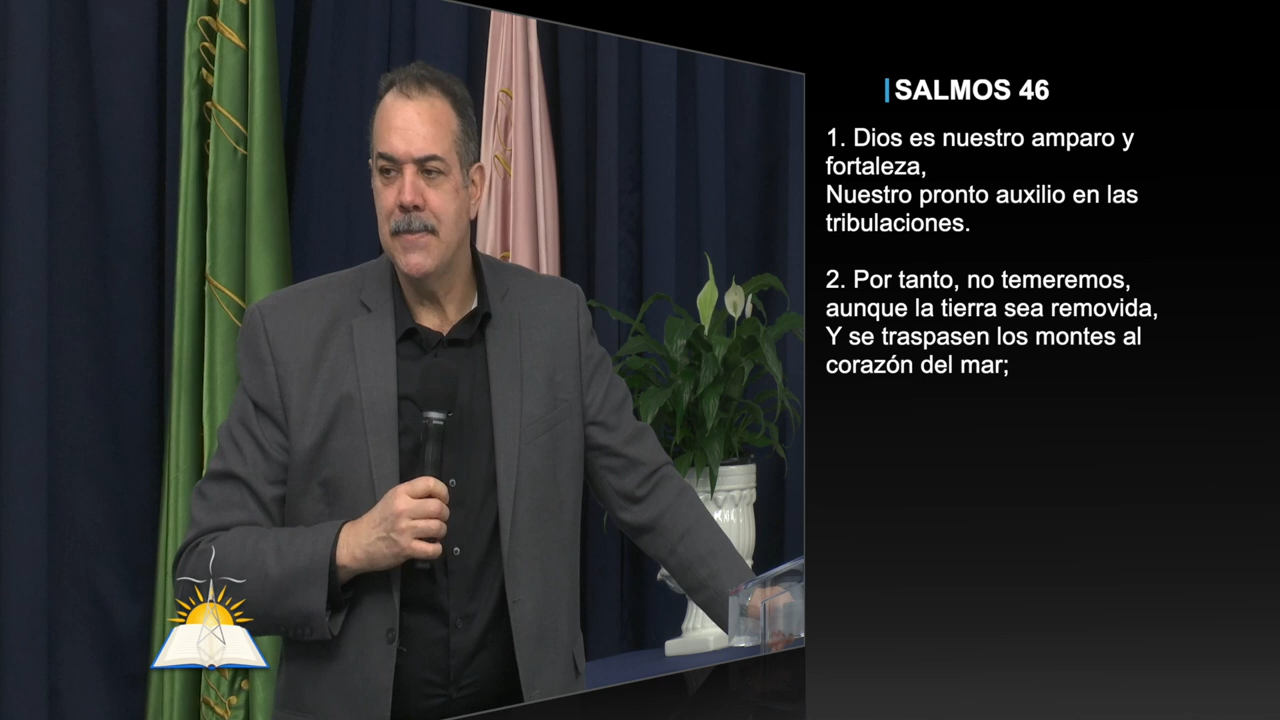 SALMOS 46
1. Dios es nuestro amparo y
fortaleza,
Nuestro pronto auxilio en las
tribulaciones.
2. Por tanto, no temeremos,
aunque la tierra sea removida,
Y se traspasen los montes al
corazón del mar;